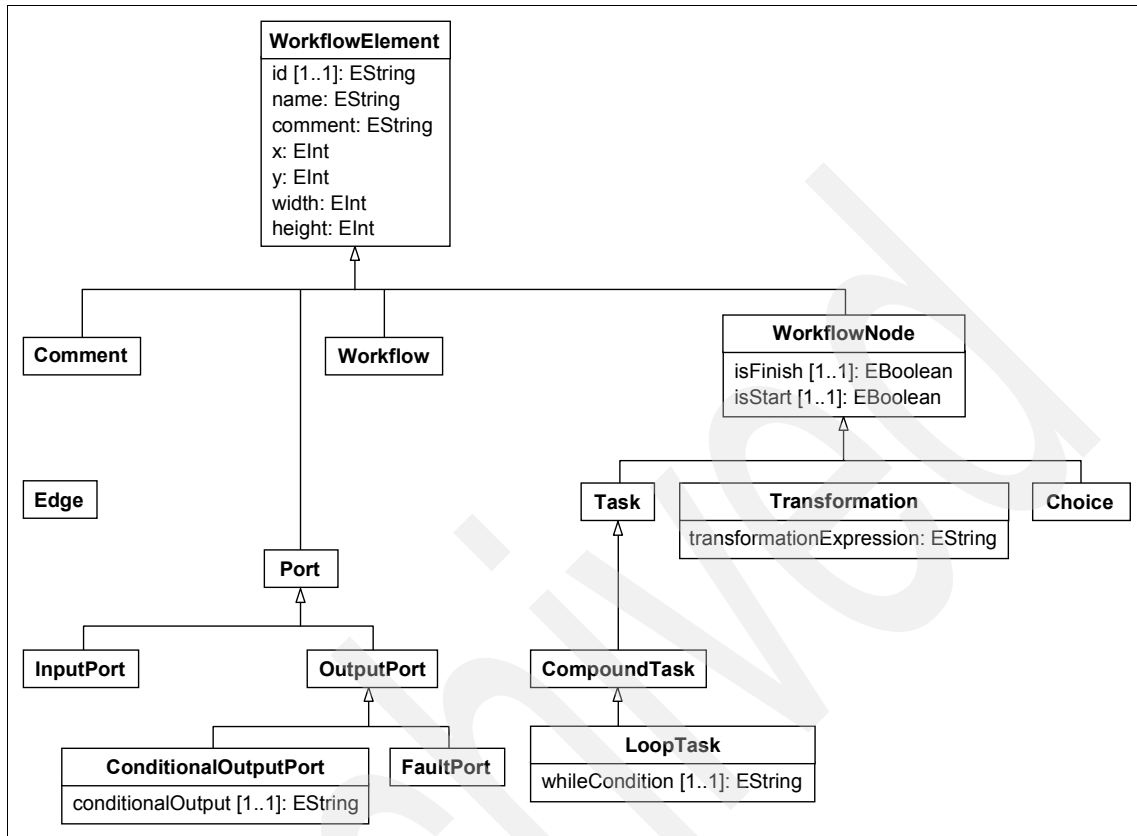 WorkflowElement
id [1..1]: EString
name: EString
comment: EString
x: EInt
y: EInt
width: EInt
height: EInt
Comment
Workflow
WorkflowNode
isFinish [1..1]: EBoolean
isStart [1..1]: EBoolean
Edge
Task
Transformation
transformationExpression: EString
Choice
Port
InputPort
OutputPort
CompoundTask
ConditionalOutputPort
conditionalOutput [1..1]: EString
FaultPort
LoopTask
whileCondition [1..1]: EString
hived